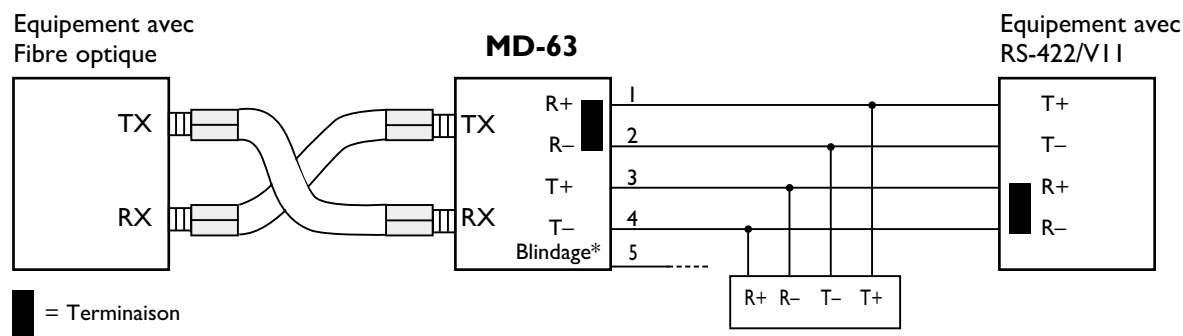 Equipement avec
Fibre optique
MD-63
Equipement avec
RS-422/V11
TX
RX
TX
RX
R+
R–
T+
T–
Blindage*
1
2
3
4
5
T+
T–
R+
R–
R+ R– T– T+
= Terminaison